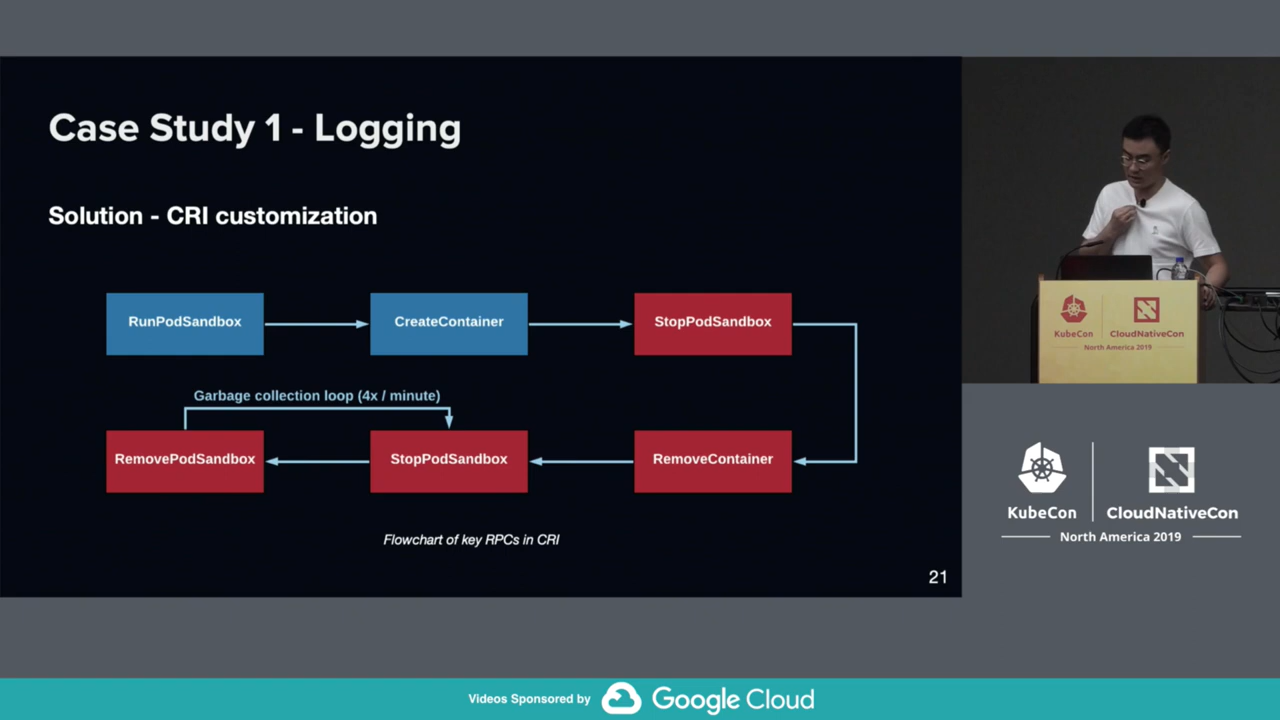 Case Study 1 - Logging
Solution - CRI customization
RunPodSandbox
CreateContainer
StopPodSandbox
Garbage collection loop (4x / minute)
RemovePodSandbox
StopPodSandbox
RemoveContainer
Flowchart of key RPCs in CRI
21
KubeCon
CloudNativeCon
North America 2019
KubeCon
CloudNativeCon
North America 2019
Videos Sponsored by
Google Cloud